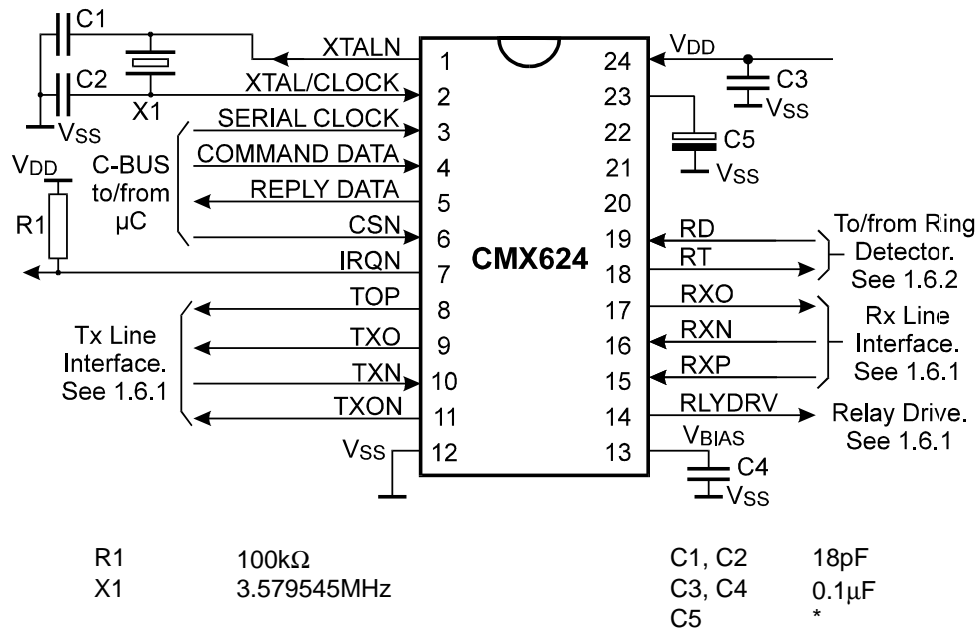 C1
C2
X1
VSS
VDD
R1
C-BUS
to/from
µC
Tx Line
Interface.
See 1.6.1
XTALN
XTAL/CLOCK
SERIAL CLOCK
COMMAND DATA
REPLY DATA
CSN
IRQN
TOP
TXO
TXN
TXON
VSS
1
2
3
4
5
6
7
8
9
10
11
12
CMX624
24
23
22
21
20
19
18
17
16
15
14
13
VDD
C3
VSS
C5
VSS
RD
RT
RXO
RXN
RXP
RLYDRV
VBIAS
C4
VSS
To/from Ring
Detector.
See 1.6.2
Rx Line
Interface.
See 1.6.1
Relay Drive.
See 1.6.1
R1 100kΩ C1, C2 18pF
X1 3.579545MHz C3, C4 0.1µF
C5 *